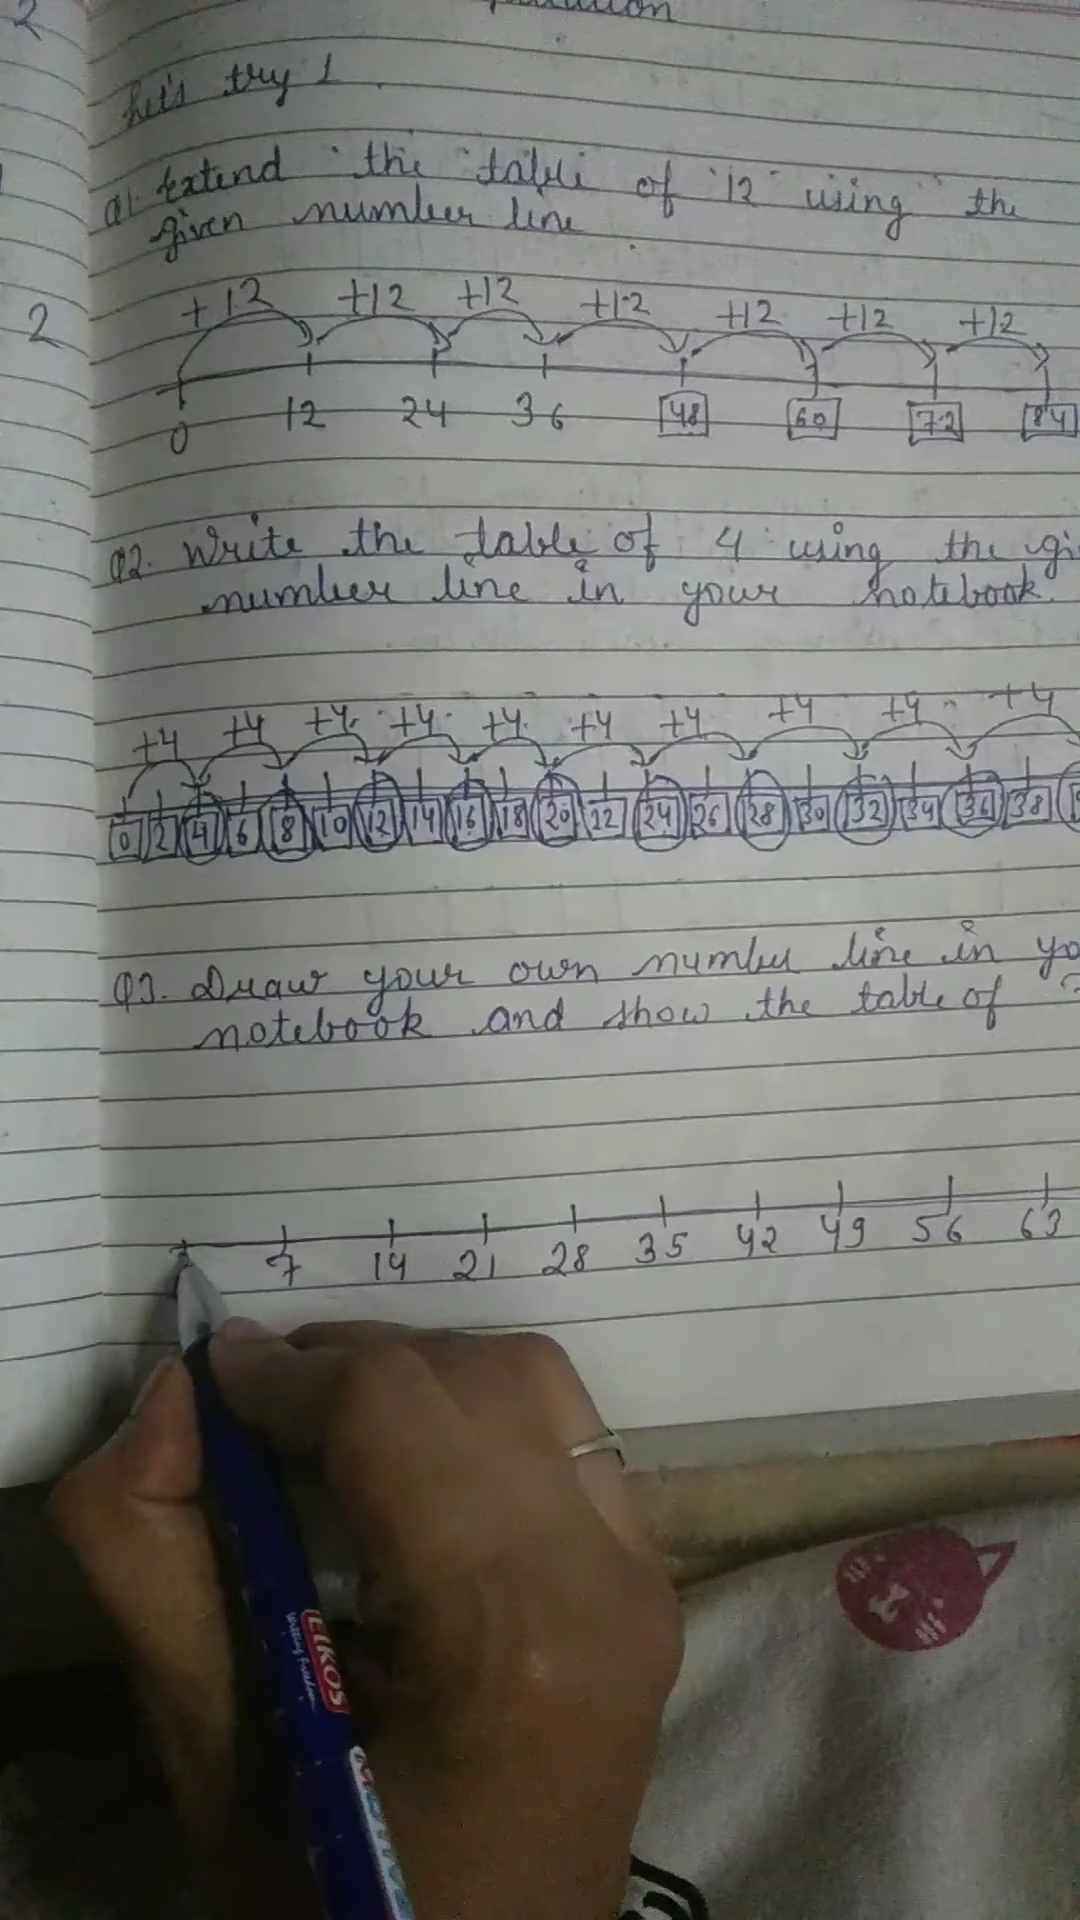 2
Let's try 1
Q1. Extend the table of 12 using the
given number line
+12 +12 +12 +12 +12 +12 +12
2
0 12 24 36 48 60 72 84
Q2. Write the table of 4 using the
number line in your notebook.
+4 +4 +4 +4 +4 +4 +4 +4 +4 +4
0 2 4 6 8 10 12 14 16 18 20 22 24 26 28 30 32 34 36 38
Q3. Draw your own number line in
notebook and show the table of
7 14 21 28 35 42 49 56 63
ELKOS
Writing Freedom